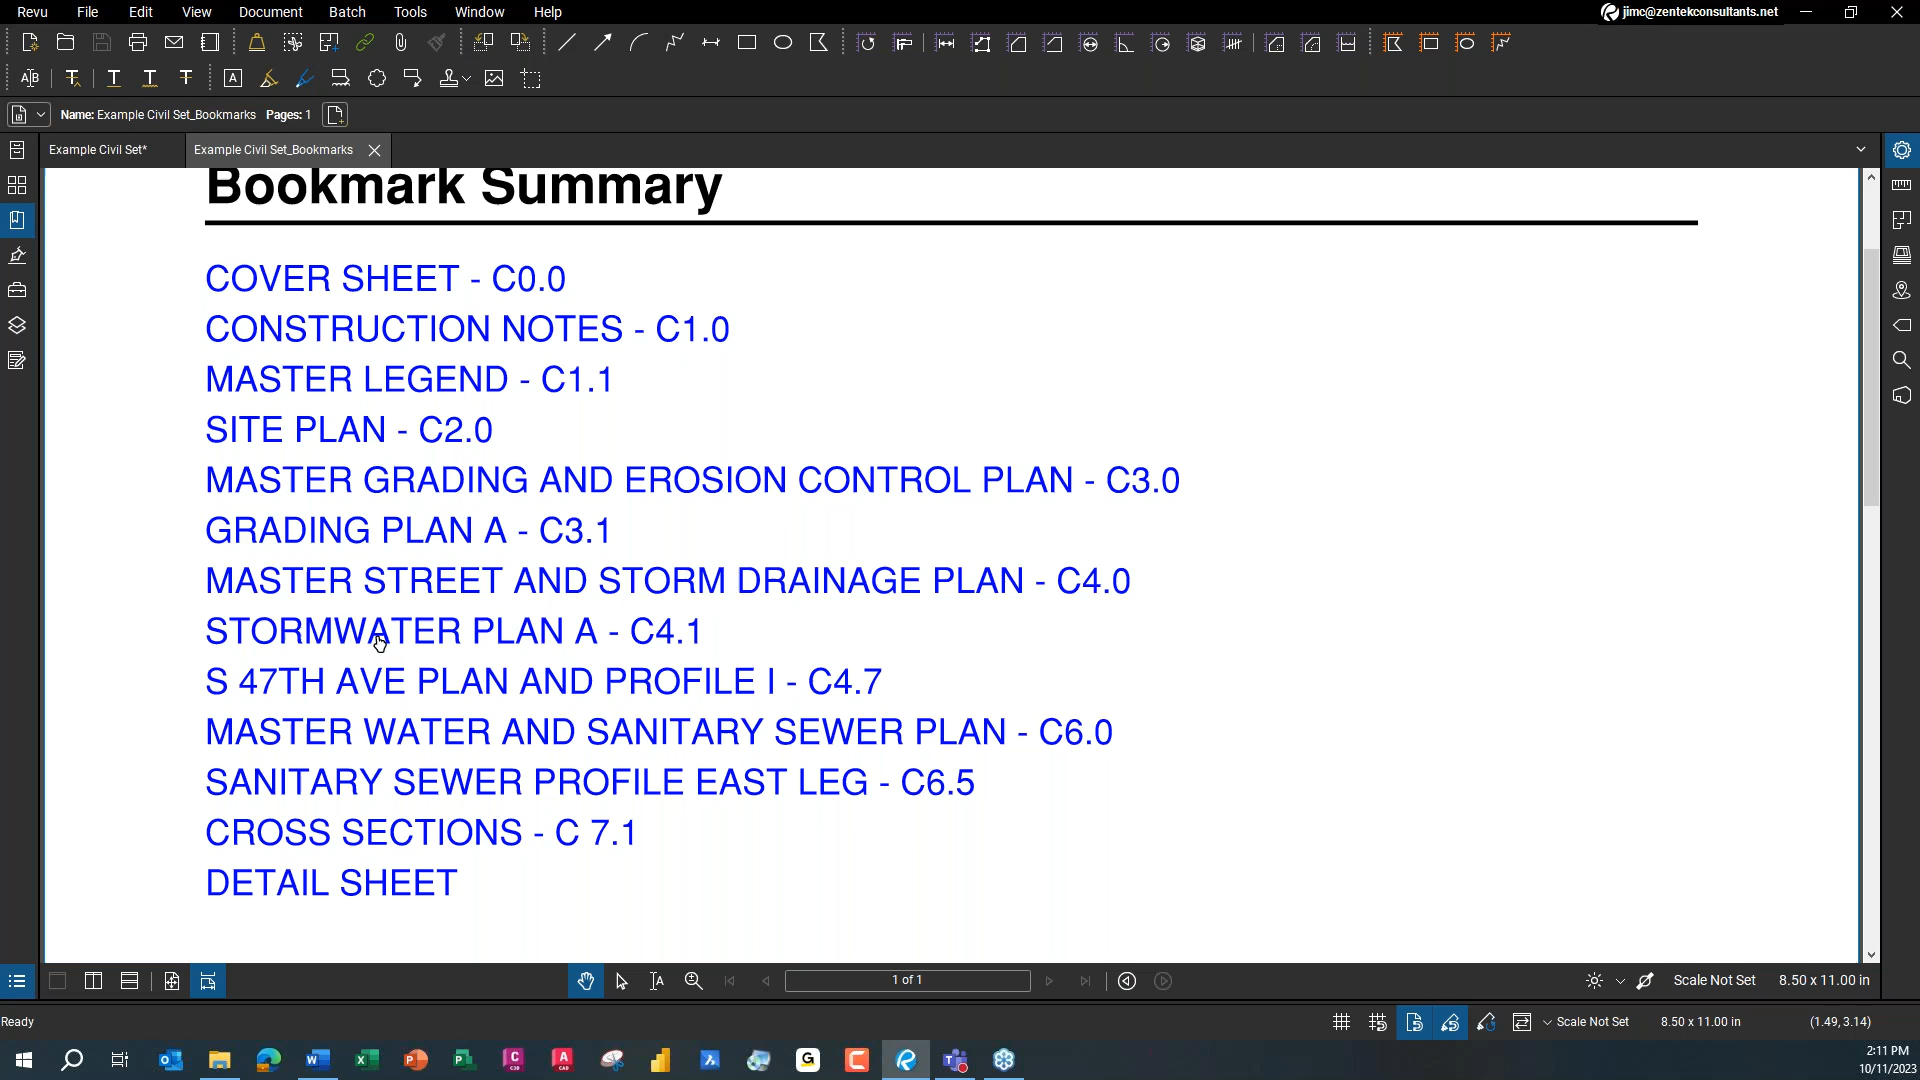 Revu File Edit View Document Batch Tools Window Help jimc@zentekconsultants.net
Name: Example Civil Set_Bookmarks Pages: 1
Example Civil Set* Example Civil Set_Bookmarks
Bookmark Summary
COVER SHEET - C0.0
CONSTRUCTION NOTES - C1.0
MASTER LEGEND - C1.1
SITE PLAN - C2.0
MASTER GRADING AND EROSION CONTROL PLAN - C3.0
GRADING PLAN A - C3.1
MASTER STREET AND STORM DRAINAGE PLAN - C4.0
STORMWATER PLAN A - C4.1
S 47TH AVE PLAN AND PROFILE I - C4.7
MASTER WATER AND SANITARY SEWER PLAN - C6.0
SANITARY SEWER PROFILE EAST LEG - C6.5
CROSS SECTIONS - C 7.1
DETAIL SHEET
1 of 1 Scale Not Set 8.50 x 11.00 in
Ready Scale Not Set 8.50 x 11.00 in (1.49, 3.14)
2:11 PM
10/11/2023